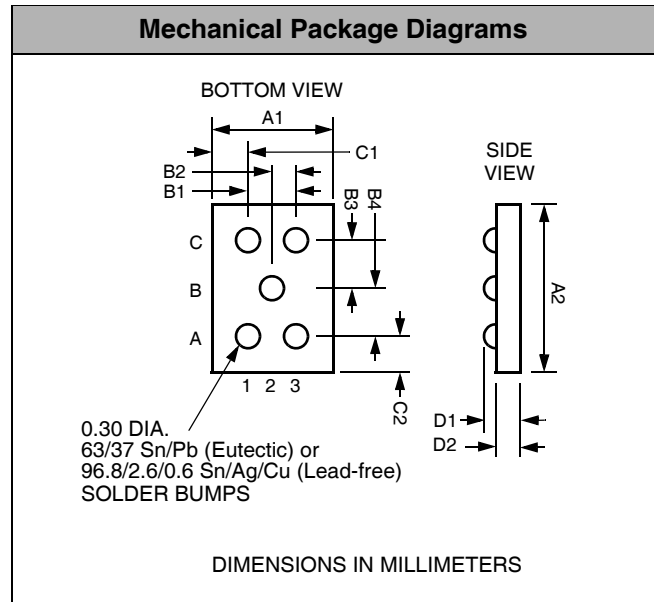 Mechanical Package Diagrams
BOTTOM VIEW
A1
C1
SIDE
VIEW
B2
B1
B3
B4
C
B
A
A2
1 2 3
C2
D1
D2
0.30 DIA.
63/37 Sn/Pb (Eutectic) or
96.8/2.6/0.6 Sn/Ag/Cu (Lead-free)
SOLDER BUMPS
DIMENSIONS IN MILLIMETERS